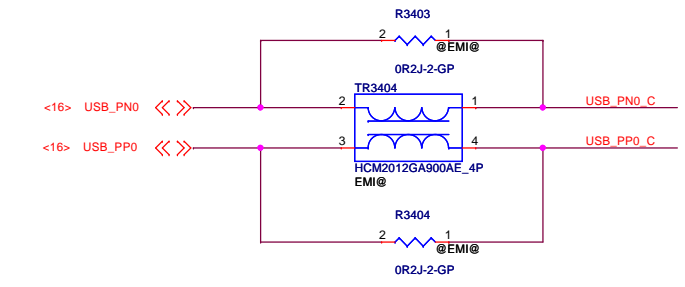 R3403
2 1
@EMI@
0R2J-2-GP
TR3404
<16> USB_PN0 2 1 USB_PN0_C
<16> USB_PP0 3 4 USB_PP0_C
HCM2012GA900AE_4P
EMI@
R3404
2 1
@EMI@
0R2J-2-GP